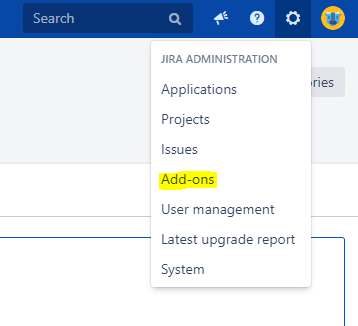 Search
JIRA ADMINISTRATION
Applications
ries
Projects
Issues
Add-ons
User management
Latest upgrade report
System